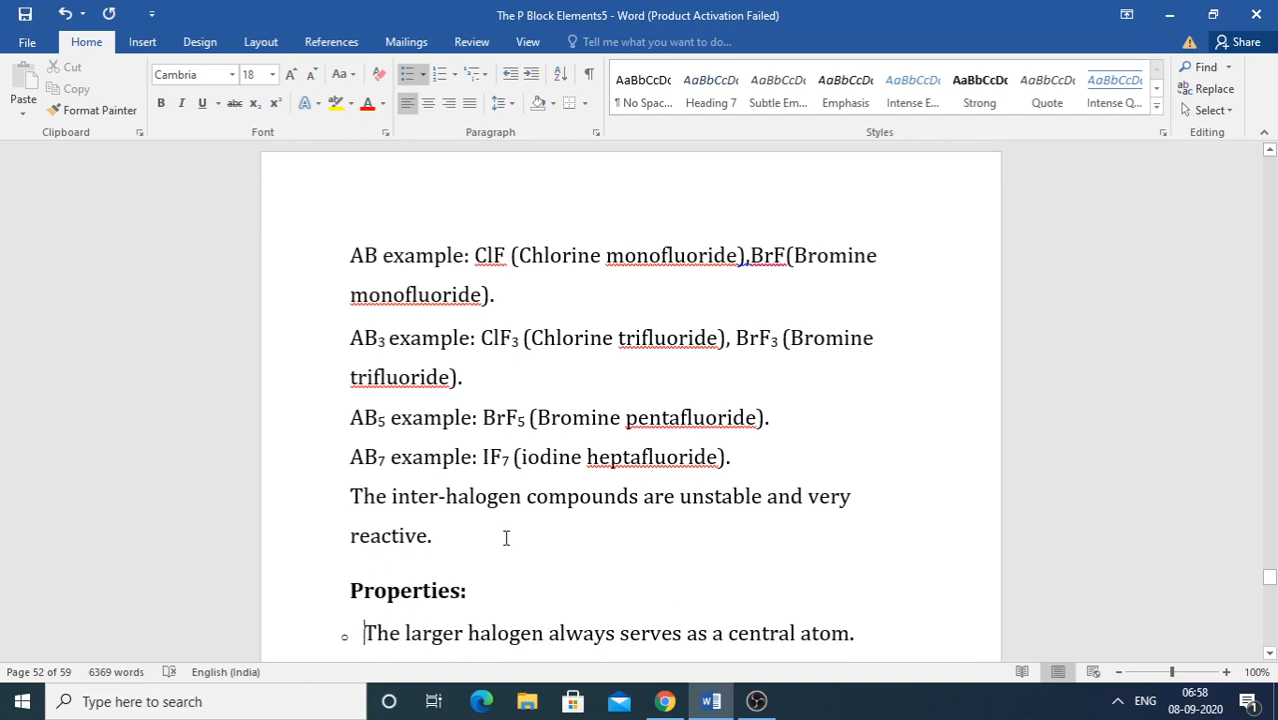 The P Block Elements5 - Word (Product Activation Failed)
File Home Insert Design Layout References Mailings Review View Tell me what you want to do... Share
Paste Cut Copy Format Painter
Cambria 18 Aa
AaBbCcDc AaBbCcDc AaBbCcDc AaBbCcDc AaBbCcDc AaBbCcDc AaBbCcDc AaBbCcDc
¶ No Spac... Heading 7 Subtle Em... Emphasis Intense E... Strong Quote Intense Q...
Find Replace Select
Clipboard Font Paragraph Styles Editing
AB example: ClF (Chlorine monofluoride),BrF(Bromine
monofluoride).
AB₃ example: ClF₃ (Chlorine trifluoride), BrF₃ (Bromine
trifluoride).
AB₅ example: BrF₅ (Bromine pentafluoride).
AB₇ example: IF₇ (iodine heptafluoride).
The inter-halogen compounds are unstable and very
reactive.
Properties:
○ The larger halogen always serves as a central atom.
Page 52 of 59 6369 words English (India) 100%
Type here to search ENG 06:58
08-09-2020